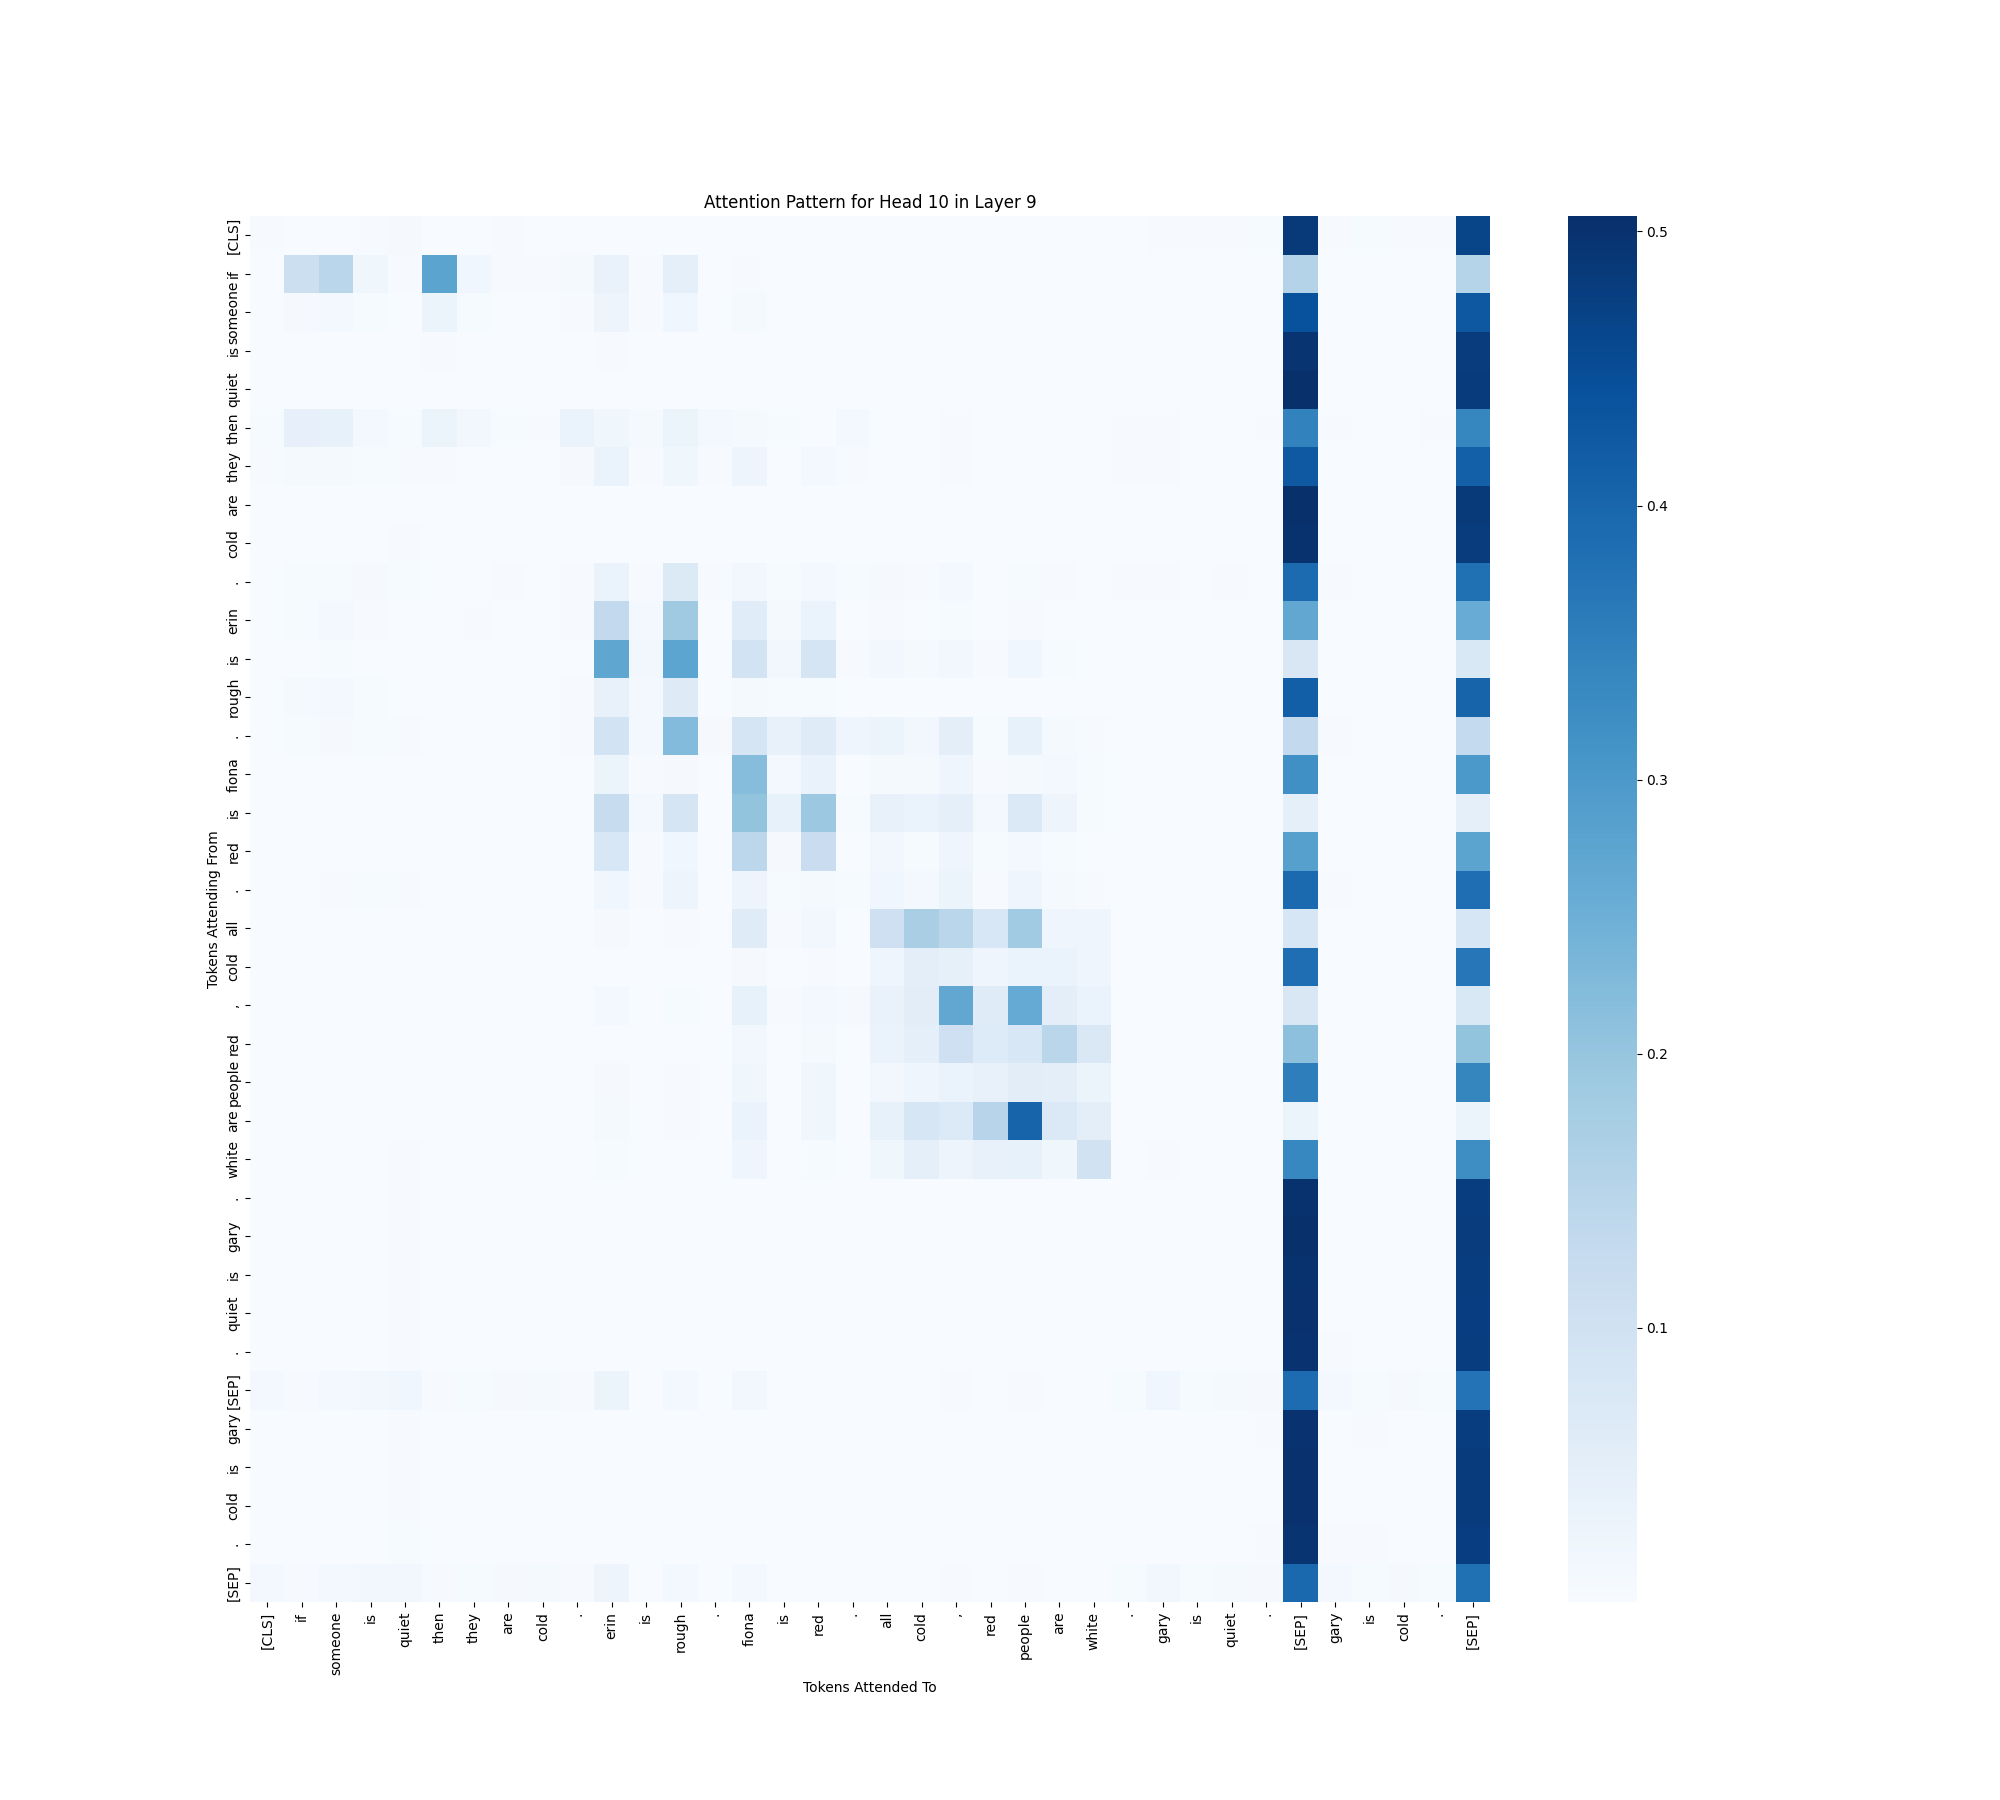 Attention Pattern for Head 10 in Layer 9
Tokens Attending From
[CLS]
if
someone
is
quiet
then
they
are
cold
.
erin
is
rough
.
fiona
is
red
.
all
cold
,
red
people
are
white
.
gary
is
quiet
.
[SEP]
gary
is
cold
.
[SEP]
[CLS]
if
someone
is
quiet
then
they
are
cold
.
erin
is
rough
.
fiona
is
red
.
all
cold
,
red
people
are
white
.
gary
is
quiet
.
[SEP]
gary
is
cold
.
[SEP]
Tokens Attended To
0.5
0.4
0.3
0.2
0.1